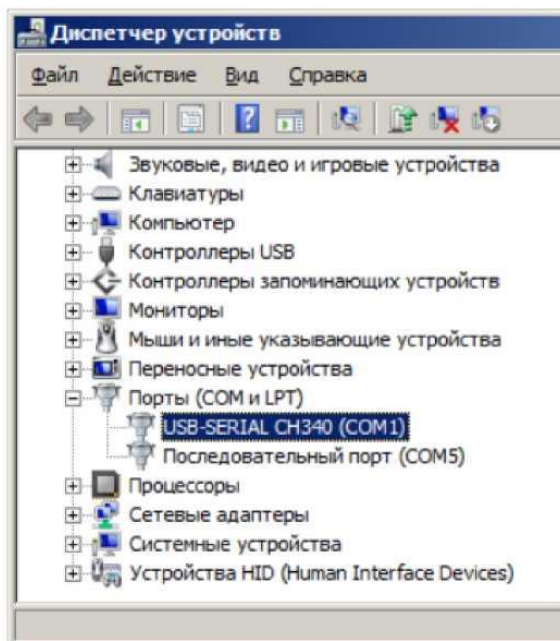 Диспетчер устройств
Файл Действие Вид Справка
Звуковые, видео и игровые устройства
Клавиатуры
Компьютер
Контроллеры USB
Контроллеры запоминающих устройств
Мониторы
Мыши и иные указывающие устройства
Переносные устройства
Порты (COM и LPT)
USB-SERIAL CH340 (COM1)
Последовательный порт (COM5)
Процессоры
Сетевые адаптеры
Системные устройства
Устройства HID (Human Interface Devices)